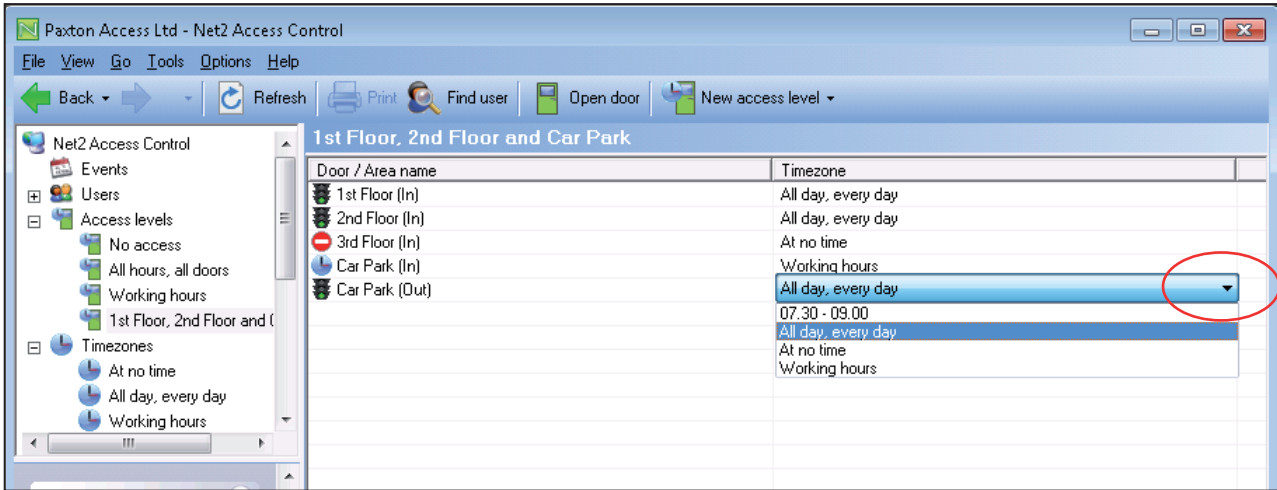 Paxton Access Ltd - Net2 Access Control
File View Go Tools Options Help
Back Refresh Print Find user Open door New access level
Net2 Access Control
Events
Users
Access levels
No access
All hours, all doors
Working hours
1st Floor, 2nd Floor and (
Timezones
At no time
All day, every day
Working hours
1st Floor, 2nd Floor and Car Park
Door / Area name Timezone
1st Floor (In) All day, every day
2nd Floor (In) All day, every day
3rd Floor (In) At no time
Car Park (In) Working hours
Car Park (Out) All day, every day
07.30 - 09.00
All day, every day
At no time
Working hours